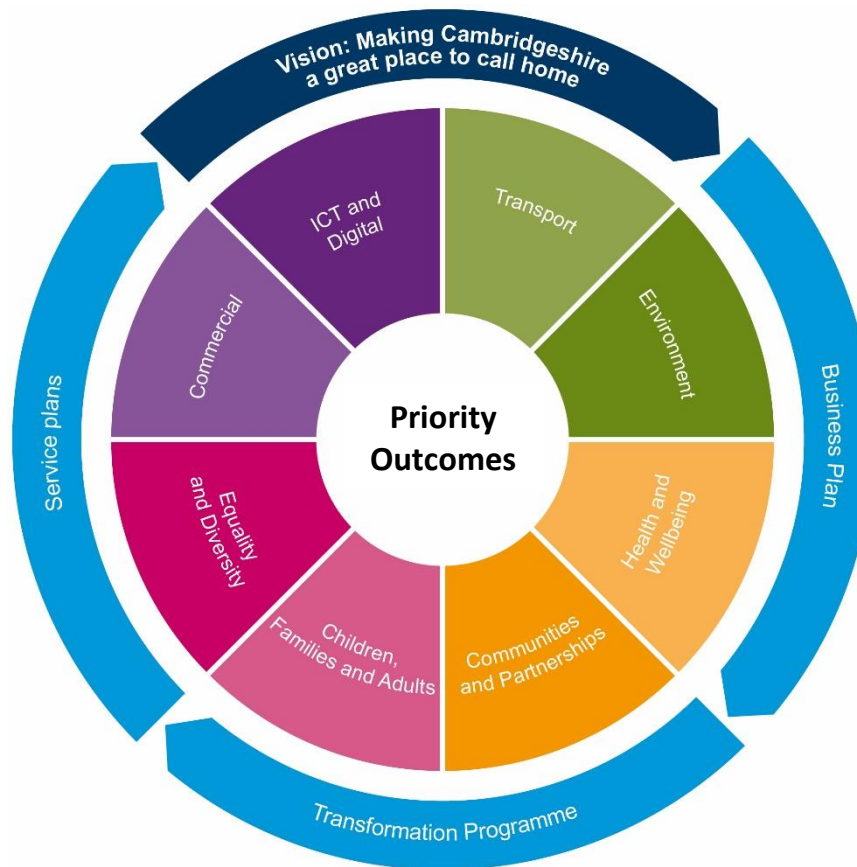 Vision: Making Cambridgeshire
a great place to call home
Business Plan
Transformation Programme
Service plans
Transport
Environment
Health and
Wellbeing
Communities
and Partnerships
Children,
Families and Adults
Equality
and Diversity
Commercial
ICT and
Digital
Priority
Outcomes